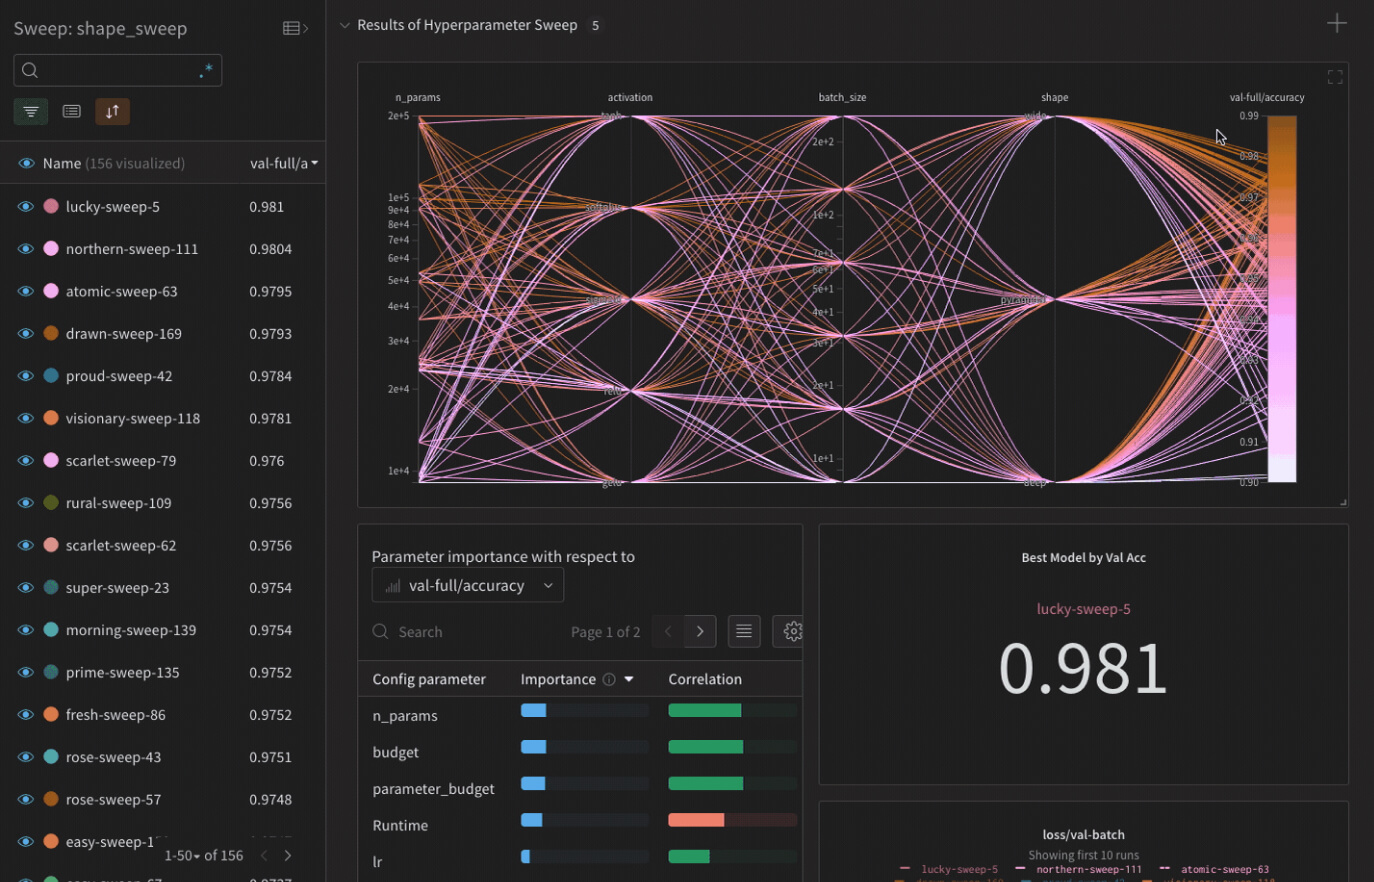 Sweep: shape_sweep
.*
Name (156 visualized) val-full/a
lucky-sweep-5 0.981
northern-sweep-111 0.9804
atomic-sweep-63 0.9795
drawn-sweep-169 0.9793
proud-sweep-42 0.9784
visionary-sweep-118 0.9781
scarlet-sweep-79 0.976
rural-sweep-109 0.9756
scarlet-sweep-62 0.9756
super-sweep-23 0.9754
morning-sweep-139 0.9754
prime-sweep-135 0.9752
fresh-sweep-86 0.9752
rose-sweep-43 0.9751
rose-sweep-57 0.9748
easy-sweep-1
1-50 of 156
Results of Hyperparameter Sweep 5
n_params activation batch_size shape val-full/accuracy
2e+5
1e+5
9e+4
8e+4
7e+4
6e+4
5e+4
4e+4
3e+4
2e+4
1e+4
tanh
relu
gelu
2e+2
1e+2
7e+1
6e+1
5e+1
4e+1
3e+1
2e+1
1e+1
wide
pyramid
deep
0.99
0.98
0.97
0.96
0.92
0.91
0.90
Parameter importance with respect to
val-full/accuracy
Search Page 1 of 2
Config parameter Importance Correlation
n_params
budget
parameter_budget
Runtime
lr
Best Model by Val Acc
lucky-sweep-5
0.981
loss/val-batch
Showing first 10 runs
lucky-sweep-5 northern-sweep-111 atomic-sweep-63